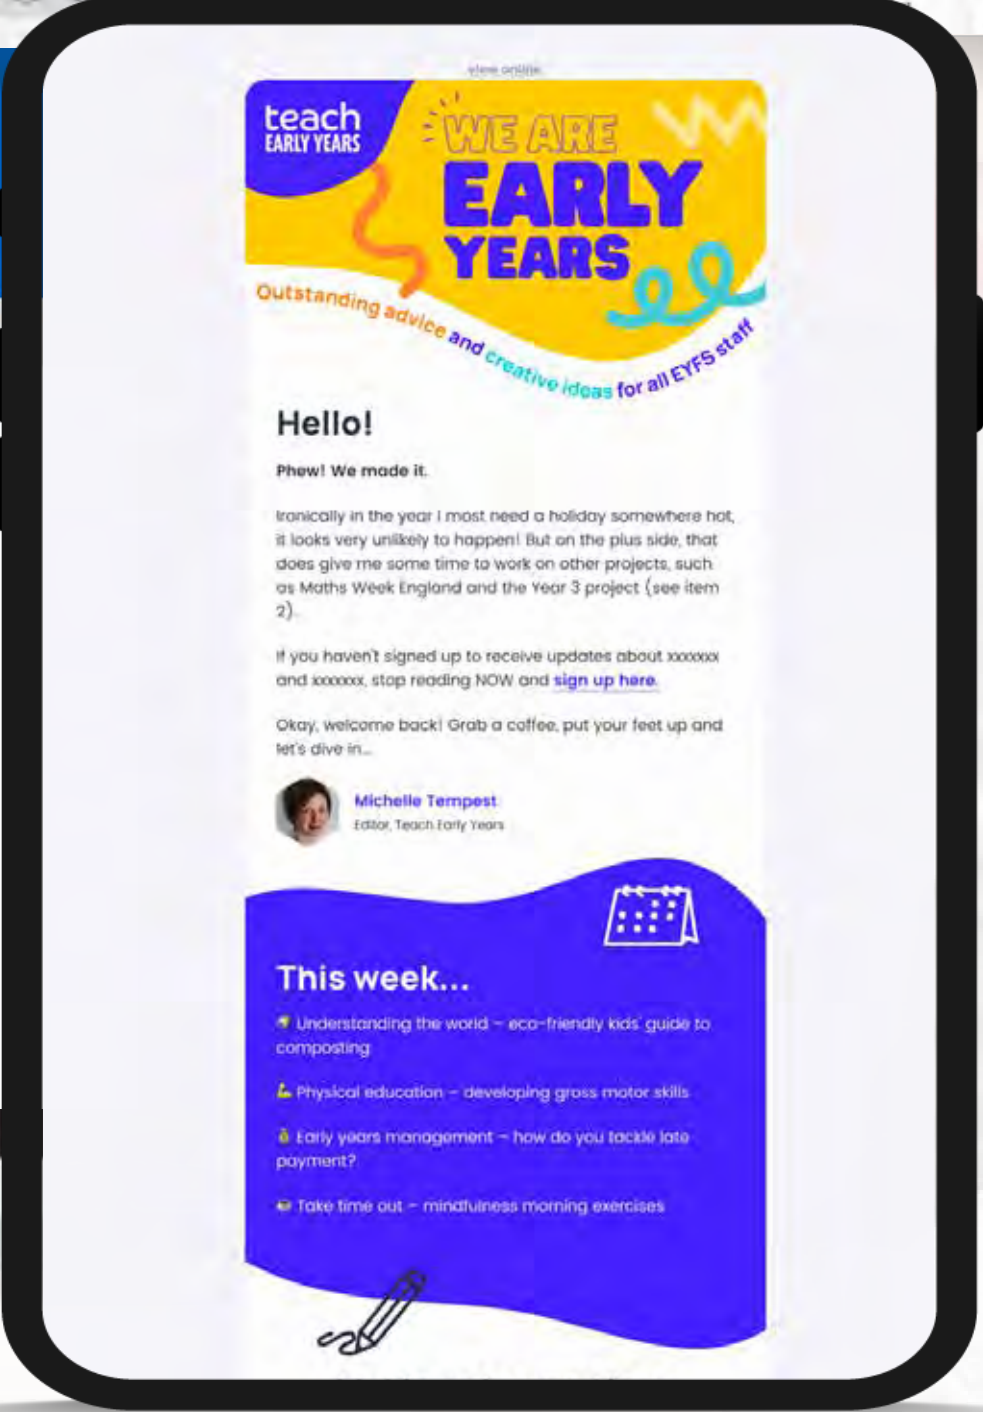 view online
teach
EARLY YEARS
WE ARE
EARLY
YEARS
Outstanding advice and creative ideas for all EYFS staff
Hello!
Phew! We made it.
Ironically in the year I most need a holiday somewhere hot,
it looks very unlikely to happen! But on the plus side, that
does give me some time to work on other projects, such
as Maths Week England and the Year 3 project (see item
2).
If you haven't signed up to receive updates about xxxxxxx
and xxxxxxx, stop reading NOW and sign up here.
Okay, welcome back! Grab a coffee, put your feet up and
let's dive in...
Michelle Tempest
Editor, Teach Early Years
This week...
Understanding the world – eco-friendly kids' guide to
composting
Physical education – developing gross motor skills
Early years management – how do you tackle late
payment?
Take time out – mindfulness morning exercises